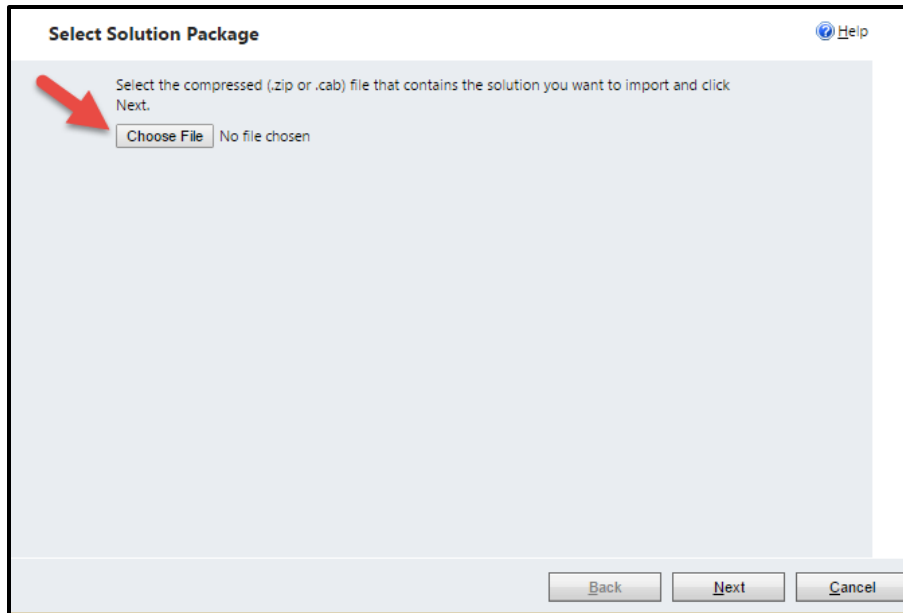 Select Solution Package
Help
Select the compressed (.zip or .cab) file that contains the solution you want to import and click
Next.
Choose File No file chosen
Back Next Cancel